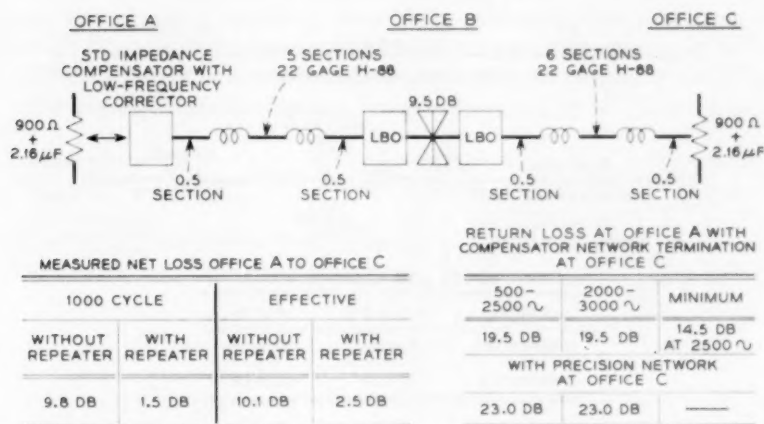 OFFICE A
OFFICE B
OFFICE C
STD IMPEDANCE
COMPENSATOR WITH
LOW-FREQUENCY
CORRECTOR
5 SECTIONS
22 GAGE H-88
6 SECTIONS
22 GAGE H-88
9.5 DB
900 Ω
+
2.16 μF
LBO
LBO
900 Ω
+
2.16 μF
0.5
SECTION
0.5
SECTION
0.5
SECTION
0.5
SECTION
MEASURED NET LOSS OFFICE A TO OFFICE C
1000 CYCLE
EFFECTIVE
WITHOUT
REPEATER
WITH
REPEATER
WITHOUT
REPEATER
WITH
REPEATER
9.8 DB
1.5 DB
10.1 DB
2.5 DB
RETURN LOSS AT OFFICE A WITH
COMPENSATOR NETWORK TERMINATION
AT OFFICE C
500-
2500 ~
2000-
3000 ~
MINIMUM
19.5 DB
19.5 DB
14.5 DB
AT 2500 ~
WITH PRECISION NETWORK
AT OFFICE C
23.0 DB
23.0 DB
——